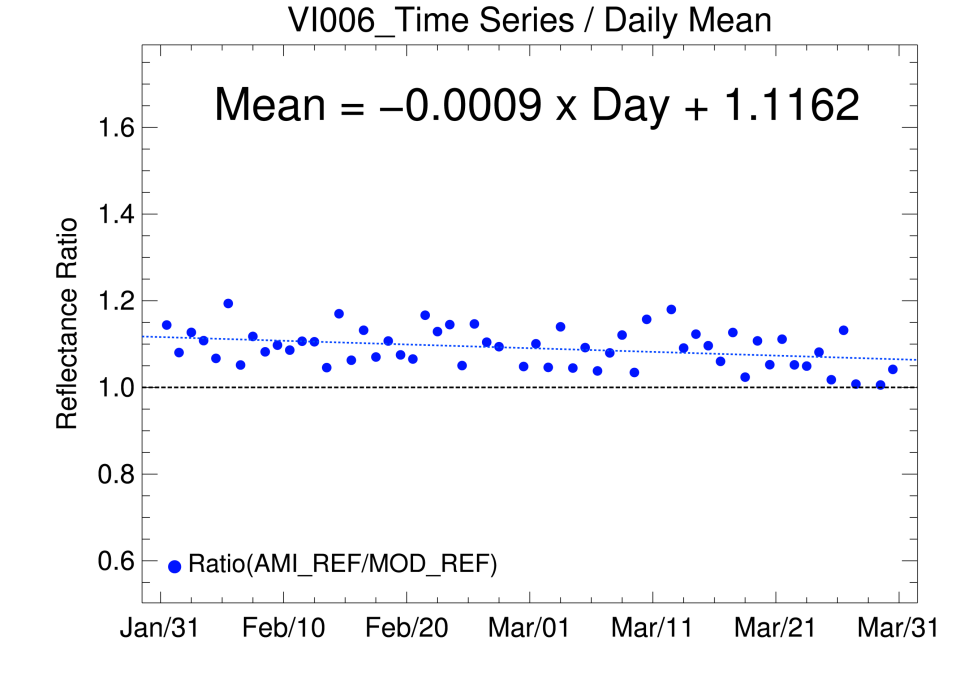 VI006_Time Series / Daily Mean
Mean = −0.0009 x Day + 1.1162
Reflectance Ratio
1.6
1.4
1.2
1.0
0.8
0.6
Ratio(AMI_REF/MOD_REF)
Jan/31 Feb/10 Feb/20 Mar/01 Mar/11 Mar/21 Mar/31